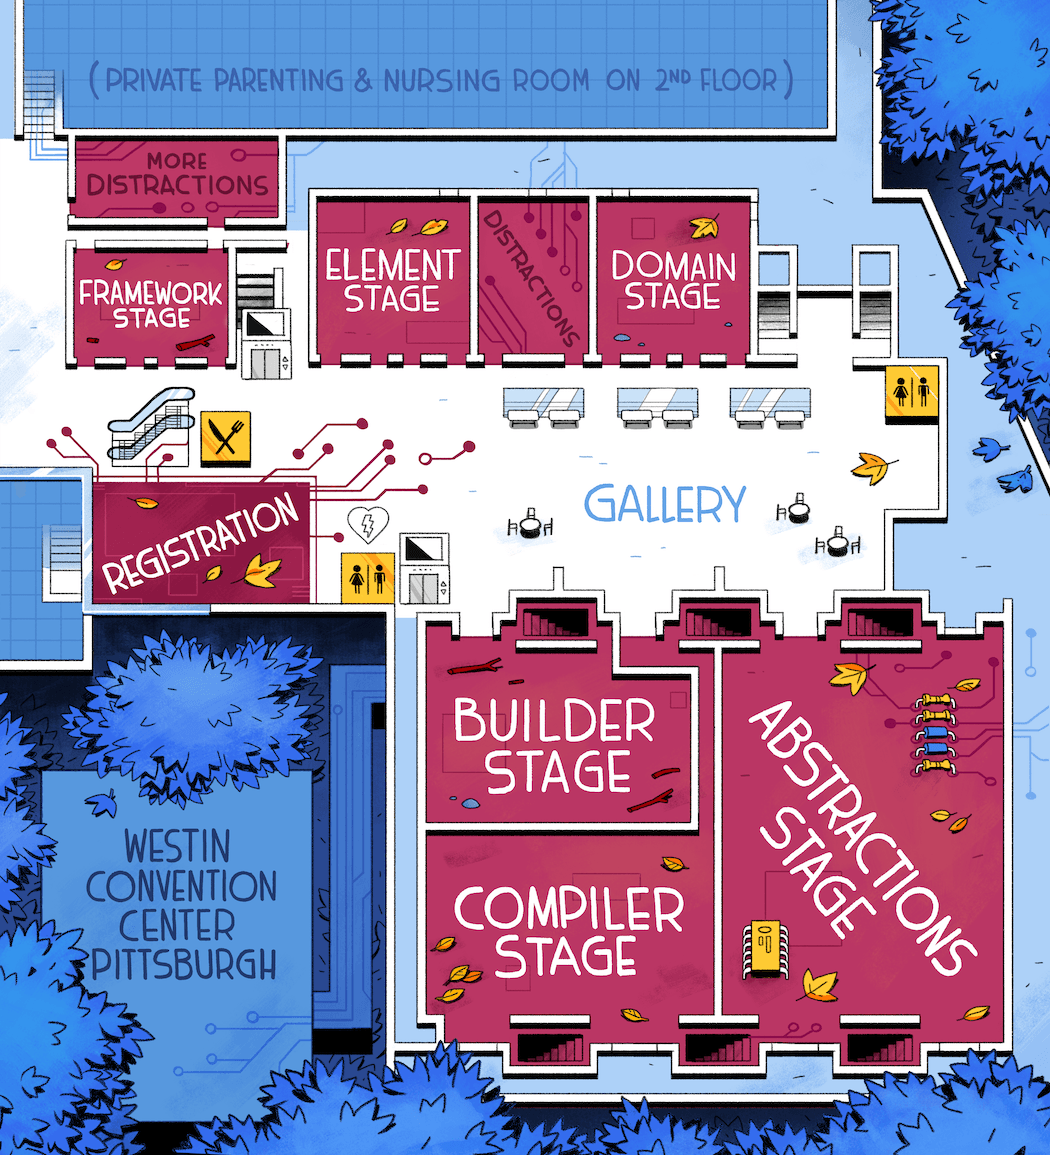 (PRIVATE PARENTING & NURSING ROOM ON 2ND FLOOR)
MORE
DISTRACTIONS
FRAMEWORK
STAGE
ELEMENT
STAGE
DISTRACTIONS
DOMAIN
STAGE
REGISTRATION
GALLERY
BUILDER
STAGE
ABSTRACTIONS
STAGE
COMPILER
STAGE
WESTIN
CONVENTION
CENTER
PITTSBURGH